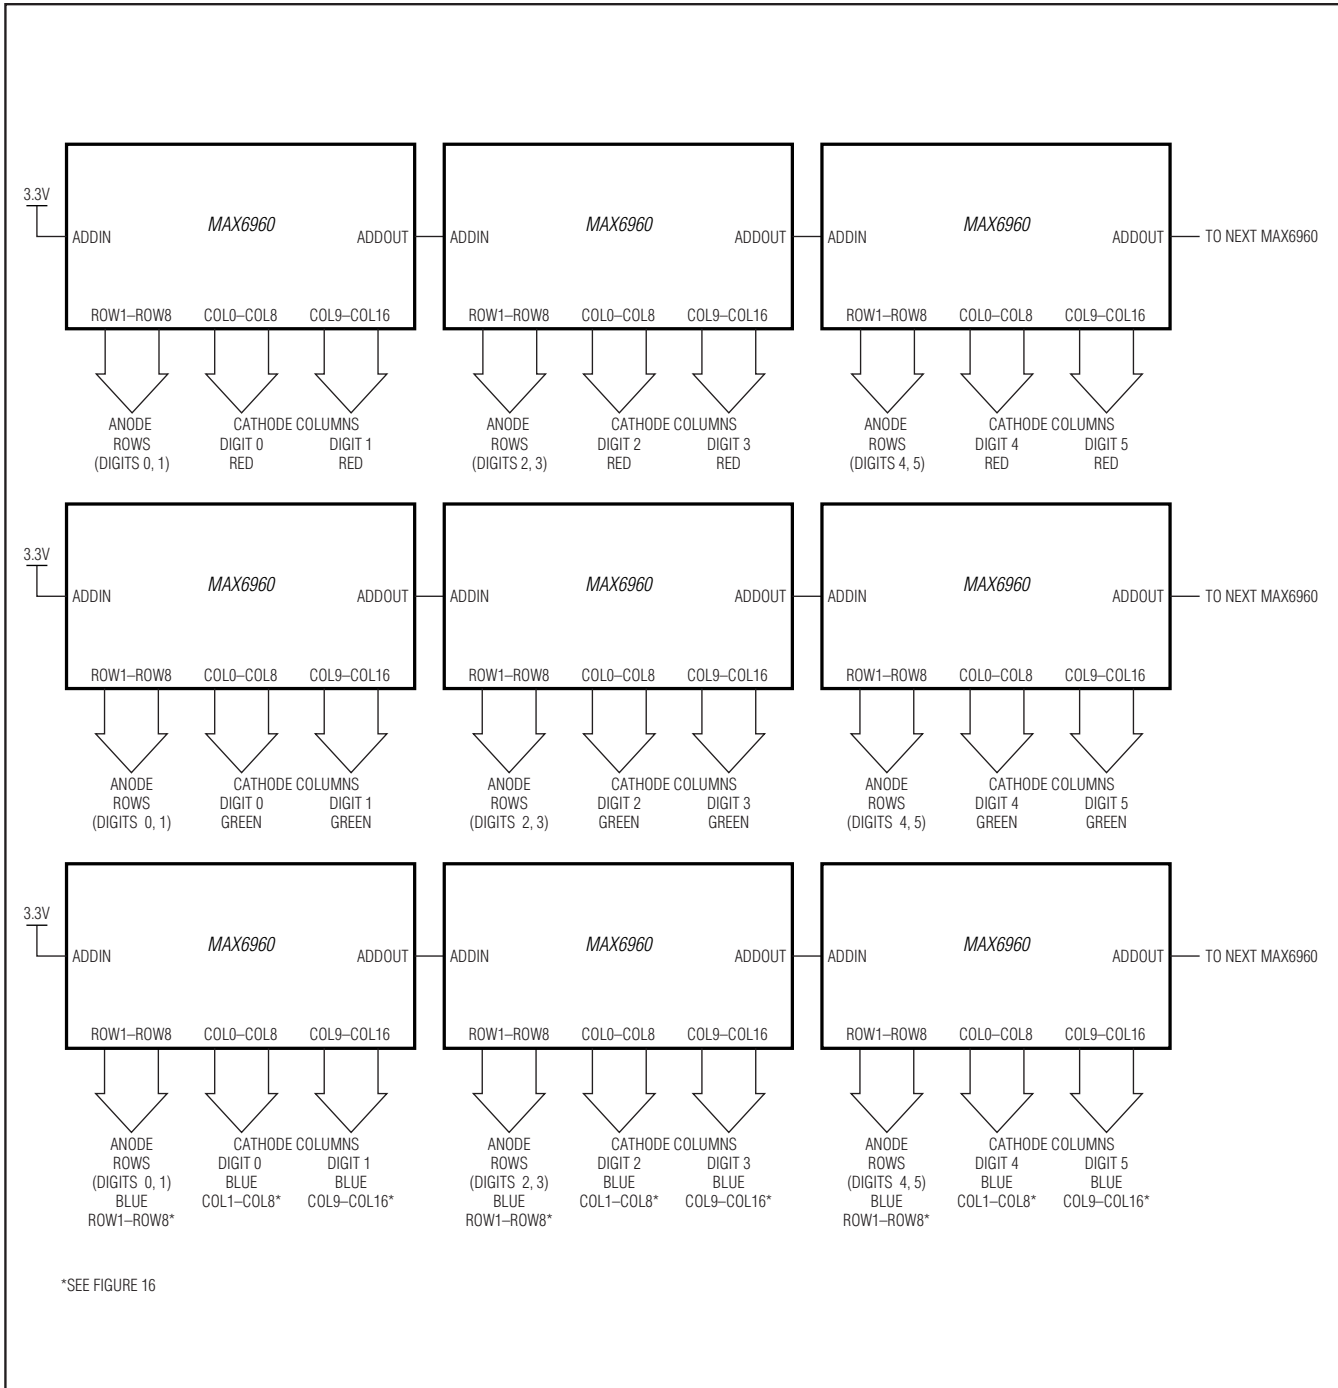 3.3V
MAX6960 MAX6960 MAX6960
ADDIN ADDOUT ADDIN ADDOUT ADDIN ADDOUT TO NEXT MAX6960
ROW1–ROW8 COL0–COL8 COL9–COL16 ROW1–ROW8 COL0–COL8 COL9–COL16 ROW1–ROW8 COL0–COL8 COL9–COL16
ANODE CATHODE COLUMNS ANODE CATHODE COLUMNS ANODE CATHODE COLUMNS
ROWS DIGIT 0 DIGIT 1 ROWS DIGIT 2 DIGIT 3 ROWS DIGIT 4 DIGIT 5
(DIGITS 0, 1) RED RED (DIGITS 2, 3) RED RED (DIGITS 4, 5) RED RED
3.3V
MAX6960 MAX6960 MAX6960
ADDIN ADDOUT ADDIN ADDOUT ADDIN ADDOUT TO NEXT MAX6960
ROW1–ROW8 COL0–COL8 COL9–COL16 ROW1–ROW8 COL0–COL8 COL9–COL16 ROW1–ROW8 COL0–COL8 COL9–COL16
ANODE CATHODE COLUMNS ANODE CATHODE COLUMNS ANODE CATHODE COLUMNS
ROWS DIGIT 0 DIGIT 1 ROWS DIGIT 2 DIGIT 3 ROWS DIGIT 4 DIGIT 5
(DIGITS 0, 1) GREEN GREEN (DIGITS 2, 3) GREEN GREEN (DIGITS 4, 5) GREEN GREEN
3.3V
MAX6960 MAX6960 MAX6960
ADDIN ADDOUT ADDIN ADDOUT ADDIN ADDOUT TO NEXT MAX6960
ROW1–ROW8 COL0–COL8 COL9–COL16 ROW1–ROW8 COL0–COL8 COL9–COL16 ROW1–ROW8 COL0–COL8 COL9–COL16
ANODE CATHODE COLUMNS ANODE CATHODE COLUMNS ANODE CATHODE COLUMNS
ROWS DIGIT 0 DIGIT 1 ROWS DIGIT 2 DIGIT 3 ROWS DIGIT 4 DIGIT 5
(DIGITS 0, 1) BLUE BLUE (DIGITS 2, 3) BLUE BLUE (DIGITS 4, 5) BLUE BLUE
BLUE COL1–COL8* COL9–COL16* BLUE COL1–COL8* COL9–COL16* BLUE COL1–COL8* COL9–COL16*
ROW1–ROW8* ROW1–ROW8* ROW1–ROW8*
*SEE FIGURE 16